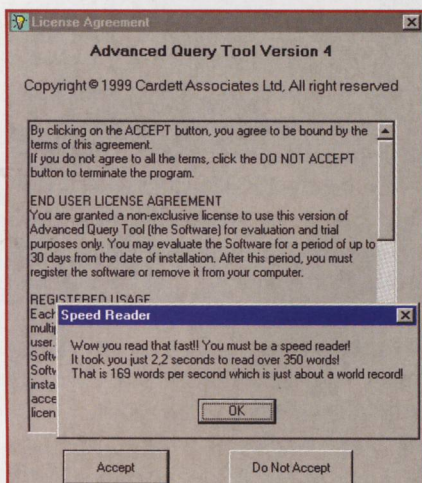 License Agreement
Advanced Query Tool Version 4
Copyright © 1999 Cardett Associates Ltd, All right reserved
By clicking on the ACCEPT button, you agree to be bound by the
terms of this agreement.
If you do not agree to all the terms, click the DO NOT ACCEPT
button to terminate the program.
END USER LICENSE AGREEMENT
You are granted a non-exclusive license to use this version of
Advanced Query Tool (the Software) for evaluation and trial
purposes only. You may evaluate the Software for a period of up to
30 days from the date of installation. After this period, you must
register the software or remove it from your computer.
REGISTERED USAGE
Each
multip
user.
Softw
Softw
insta
acce
licen
Speed Reader
Wow you read that fast!! You must be a speed reader!
It took you just 2,2 seconds to read over 350 words!
That is 169 words per second which is just about a world record!
OK
Accept
Do Not Accept